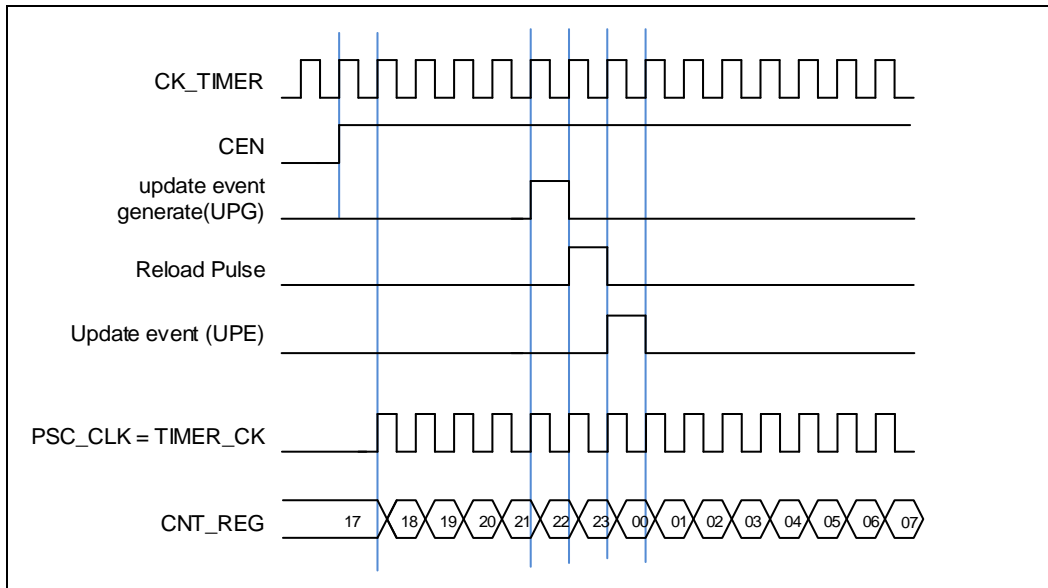 CK_TIMER
CEN
update event
generate(UPG)
Reload Pulse
Update event (UPE)
PSC_CLK = TIMER_CK
CNT_REG 17 18 19 20 21 22 23 00 01 02 03 04 05 06 07